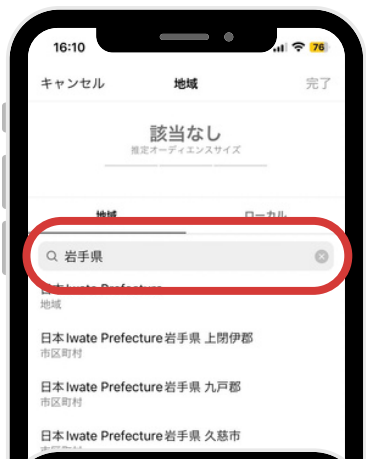 16:10
76
キャンセル
地域
完了
該当なし
推定オーディエンスサイズ
地域
ローカル
岩手県
日本 Iwate Prefecture
地域
日本 Iwate Prefecture 岩手県 上閉伊郡
市区町村
日本 Iwate Prefecture 岩手県 九戸郡
市区町村
日本 Iwate Prefecture 岩手県 久慈市